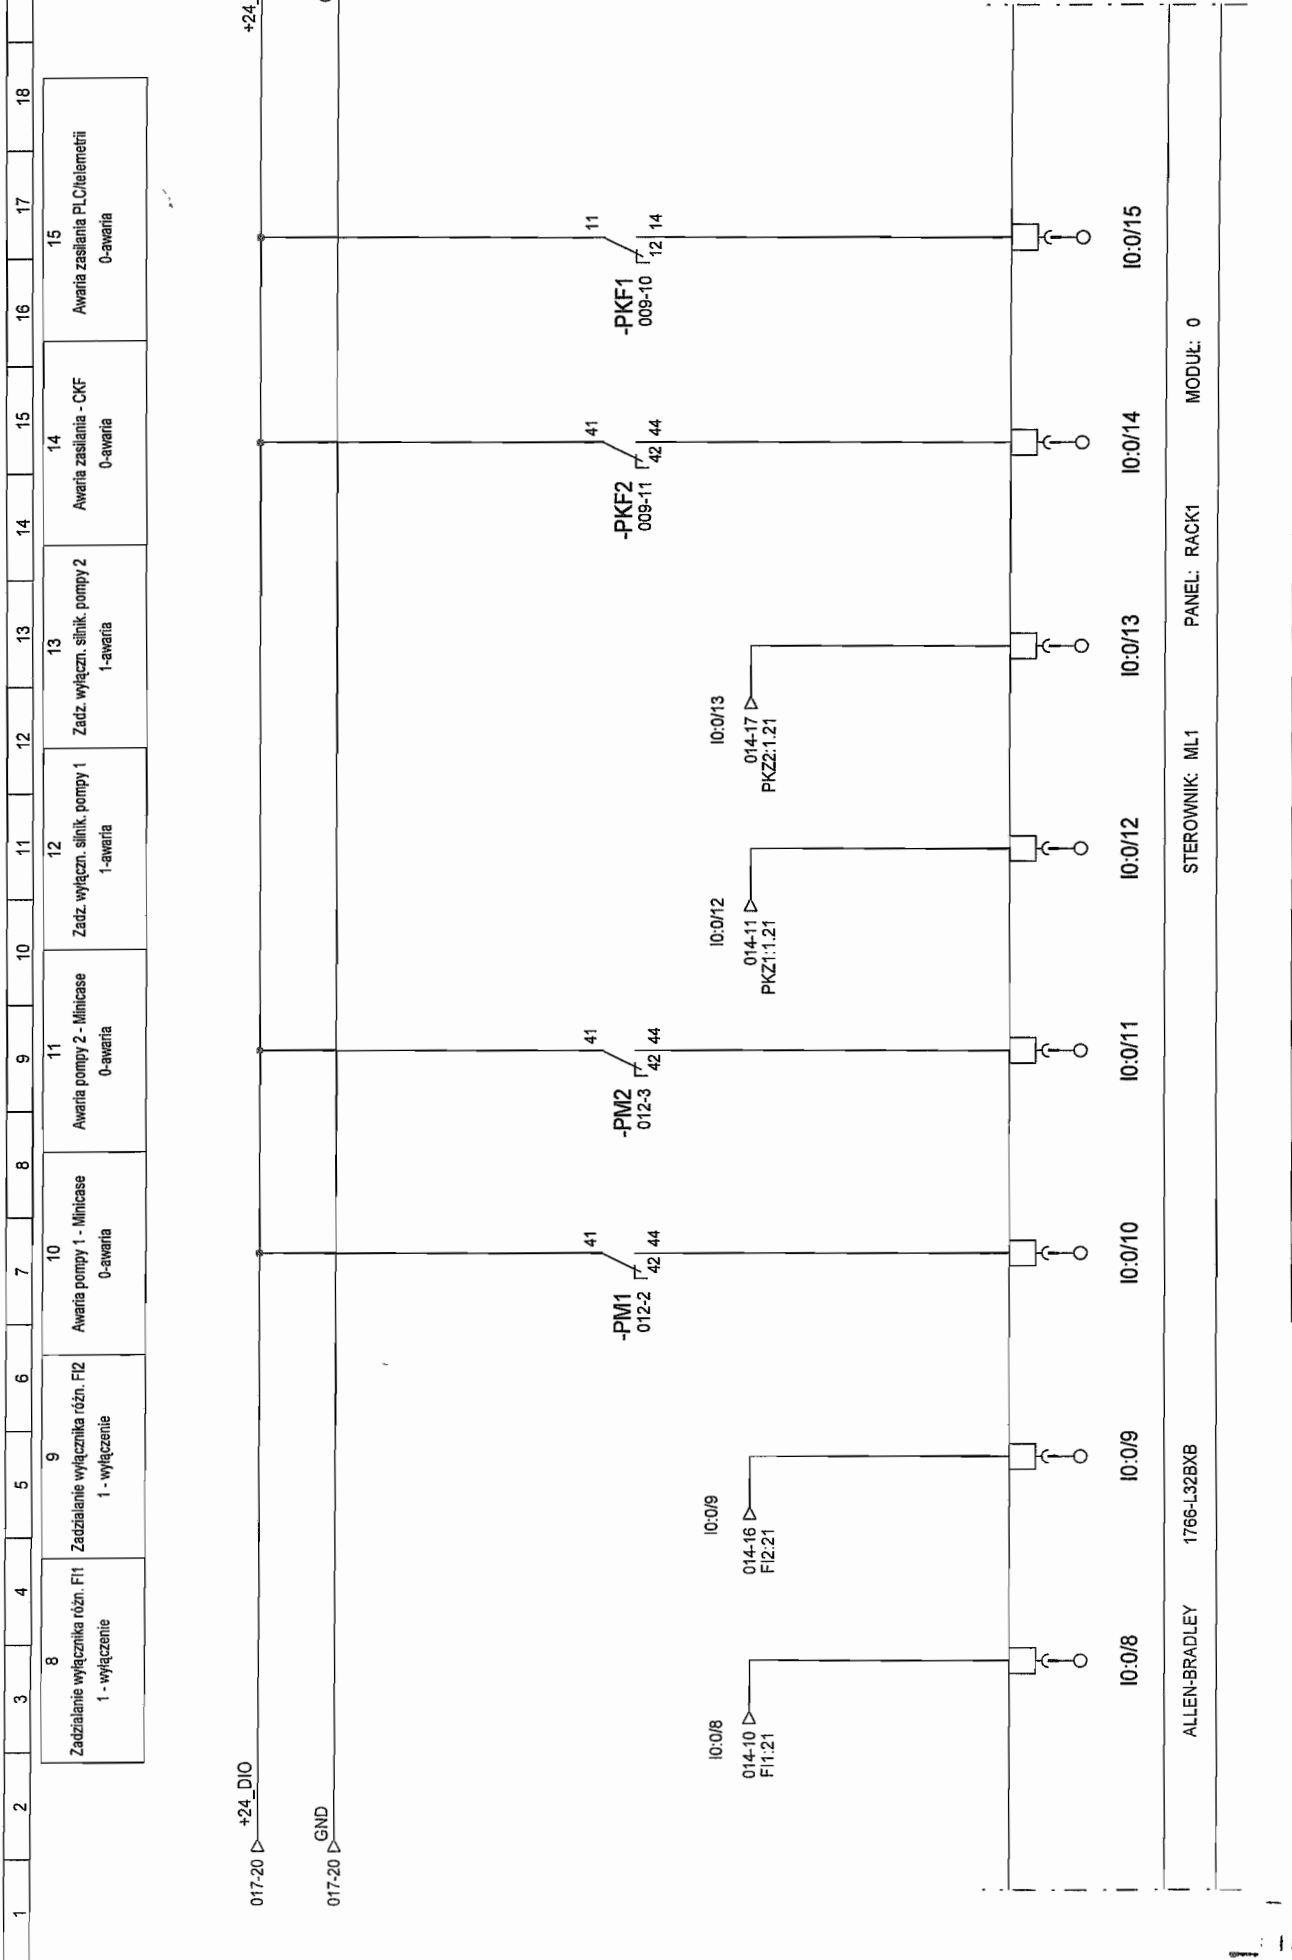 1 2 3 4 5 6 7 8 9 10 11 12 13 14 15 16 17 18
8
Zadzialanie wyłącznika różn. FI1
1 - wyłączenie
9
Zadzialanie wyłącznika różn. FI2
1 - wyłączenie
10
Awaria pompy 1 - Minicase
0-awaria
11
Awaria pompy 2 - Minicase
0-awaria
12
Zadz. wyłączn. silnik. pompy 1
1-awaria
13
Zadz. wyłączn. silnik. pompy 2
1-awaria
14
Awaria zasilania - CKF
0-awaria
15
Awaria zasilania PLC/telemetrii
0-awaria
017-20 +24_DIO
+24_
017-20 GND
I0:0/8
014-10
FI1:21
I0:0/9
014-16
FI2:21
-PM1
012-2
41
42 44
-PM2
012-3
41
42 44
I0:0/12
014-11
PKZ1:1.21
I0:0/13
014-17
PKZ2:1.21
-PKF2
009-11
41
42 44
-PKF1
009-10
11
12 14
I0:0/8 I0:0/9 I0:0/10 I0:0/11 I0:0/12 I0:0/13 I0:0/14 I0:0/15
ALLEN-BRADLEY 1766-L32BXB STEROWNIK: ML1 PANEL: RACK1 MODUŁ: 0